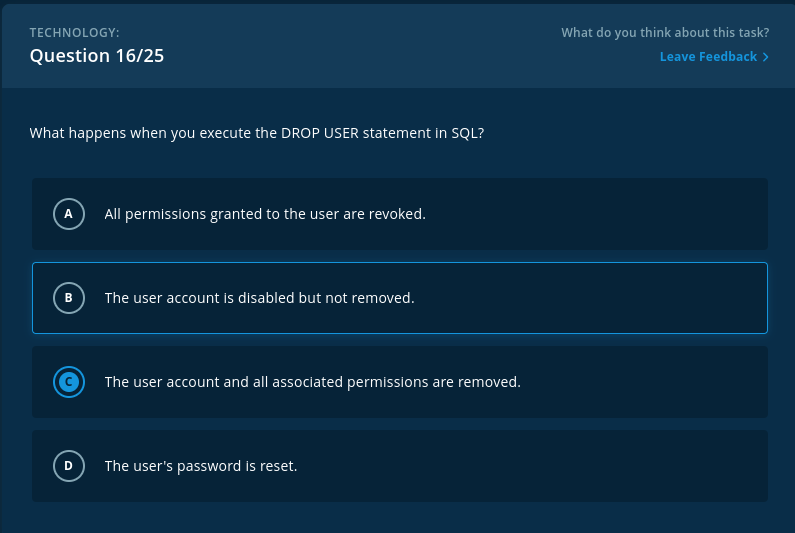 TECHNOLOGY:
What do you think about this task?
Question 16/25
Leave Feedback >
What happens when you execute the DROP USER statement in SQL?
A All permissions granted to the user are revoked.
B The user account is disabled but not removed.
C The user account and all associated permissions are removed.
D The user's password is reset.